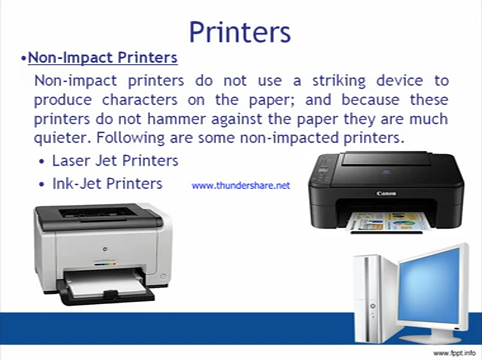 Printers
•Non-Impact Printers
Non-impact printers do not use a striking device to
produce characters on the paper; and because these
printers do not hammer against the paper they are much
quieter. Following are some non-impacted printers.
• Laser Jet Printers
• Ink-Jet Printers
www.thundershare.net
Canon
www.fppt.info